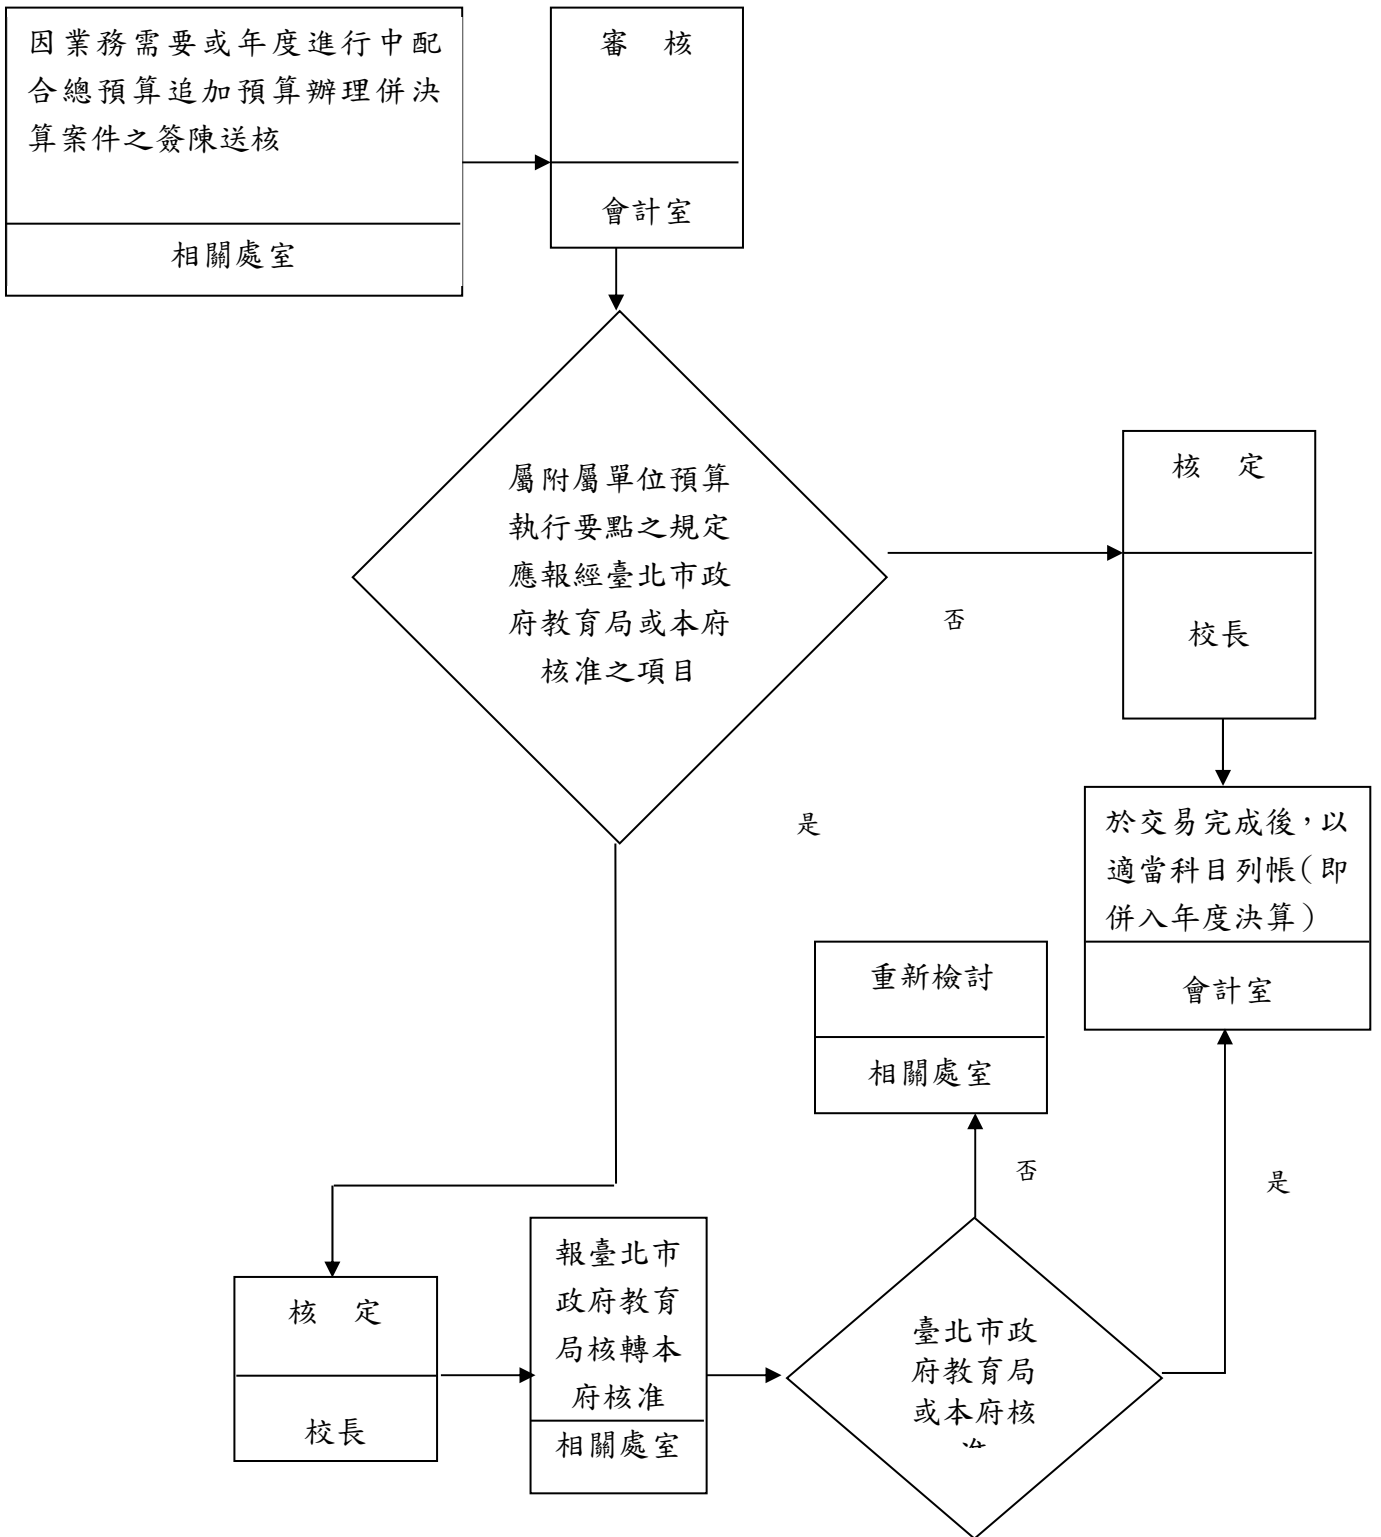 因業務需要或年度進行中配
合總預算追加預算辦理併決
算案件之簽陳送核
相關處室
審　核
會計室
屬附屬單位預算
執行要點之規定
應報經臺北市政
府教育局或本府
核准之項目
否
核　定
校長
是
於交易完成後，以
適當科目列帳（即
併入年度決算）
會計室
重新檢討
相關處室
否
是
核　定
校長
報臺北市
政府教育
局核轉本
府核准
相關處室
臺北市政
府教育局
或本府核